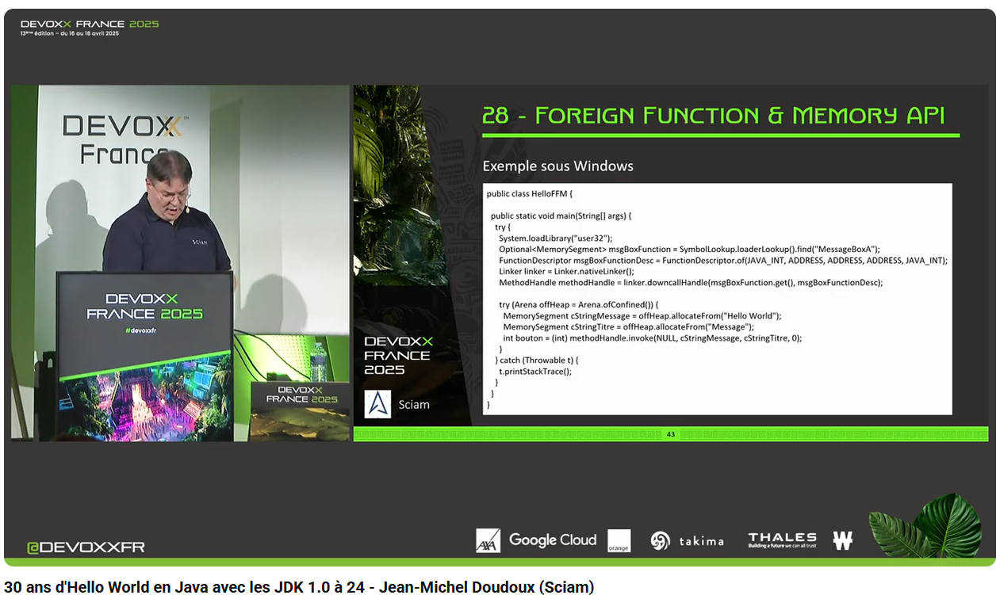 DEVOXX FRANCE 2025
13ème édition – du 16 au 18 avril 2025
DEVOXX™
France
SCIAM
DEVOXX
FRANCE 2025
#devoxxfr
DEVOXX
FRANCE 2025
28 - FOREIGN FUNCTION & MEMORY API
Exemple sous Windows
public class HelloFFM {
public static void main(String[] args) {
try {
System.loadLibrary("user32");
Optional<MemorySegment> msgBoxFunction = SymbolLookup.loaderLookup().find("MessageBoxA");
FunctionDescriptor msgBoxFunctionDesc = FunctionDescriptor.of(JAVA_INT, ADDRESS, ADDRESS, ADDRESS, JAVA_INT);
Linker linker = Linker.nativeLinker();
MethodHandle methodHandle = linker.downcallHandle(msgBoxFunction.get(), msgBoxFunctionDesc);
try (Arena offHeap = Arena.ofConfined()) {
MemorySegment cStringMessage = offHeap.allocateFrom("Hello World");
MemorySegment cStringTitre = offHeap.allocateFrom("Message");
int bouton = (int) methodHandle.invoke(NULL, cStringMessage, cStringTitre, 0);
}
} catch (Throwable t) {
t.printStackTrace();
}
}
}
DEVOXX
FRANCE
2025
Sciam
43
@DEVOXXFR
AXA
Google Cloud
orange
takima
THALES
Building a future we can all trust
W
30 ans d'Hello World en Java avec les JDK 1.0 à 24 - Jean-Michel Doudoux (Sciam)